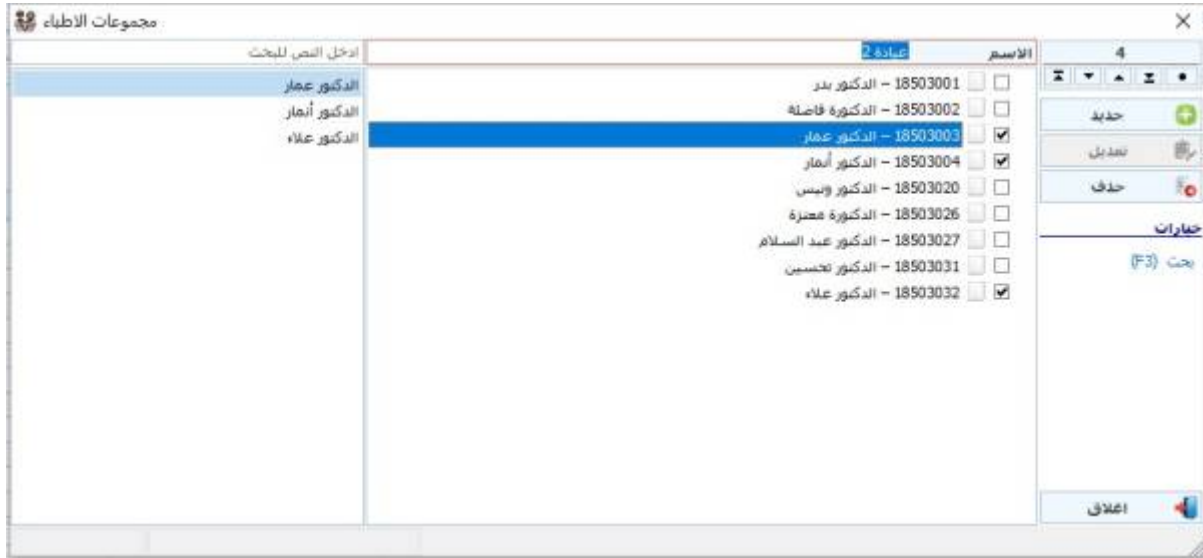 مجموعات الاطباء
4
الاسم
عيادة 2
ادخل النص للبحث
جديد
تعديل
حذف
خيارات
بحث (F3)
18503001 – الدكتور بدر
18503002 – الدكتورة فاضلة
18503003 – الدكتور عمار
18503004 – الدكتور أنمار
18503020 – الدكتور ونيس
18503026 – الدكتورة معتزة
18503027 – الدكتور عبد السلام
18503031 – الدكتور تحسين
18503032 – الدكتور علاء
الدكتور عمار
الدكتور أنمار
الدكتور علاء
اغلاق